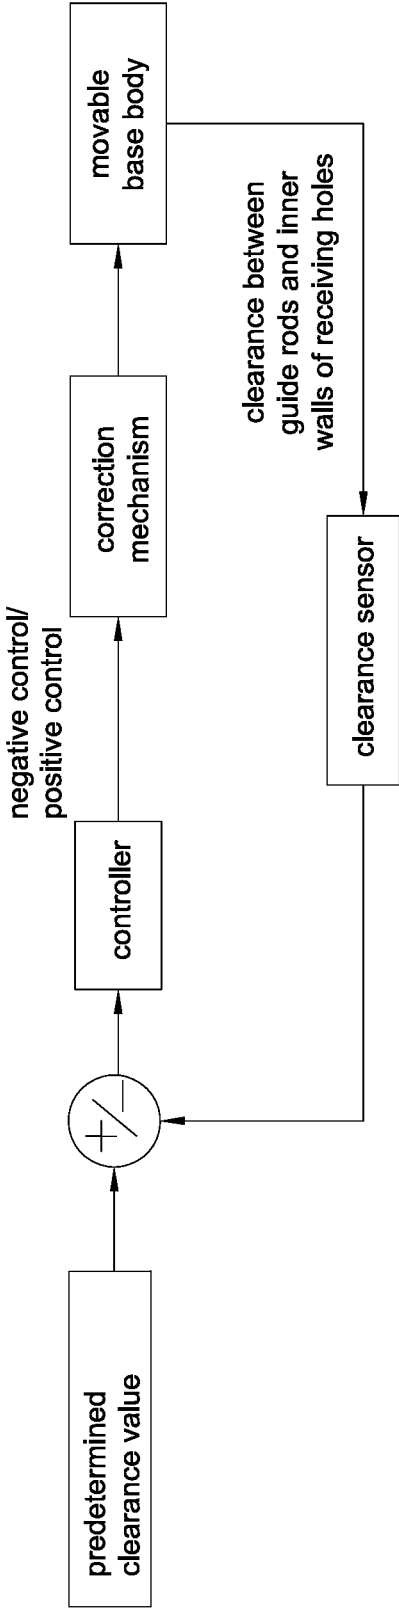 predetermined
clearance value
+/−
controller
negative control/
positive control
correction
mechanism
movable
base body
clearance between
guide rods and inner
walls of receiving holes
clearance sensor